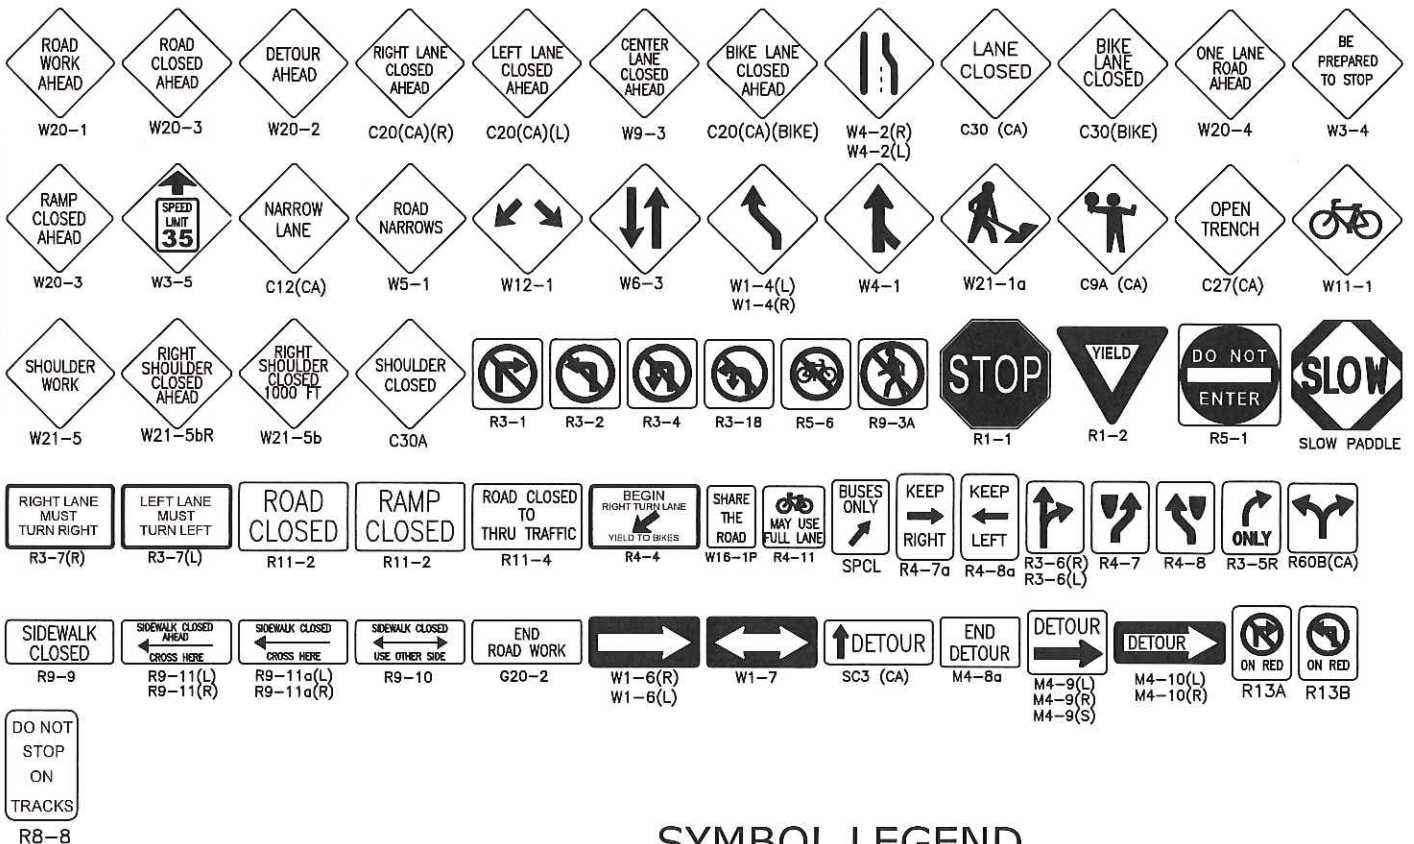 ROAD
WORK
AHEAD
W20-1
ROAD
CLOSED
AHEAD
W20-3
DETOUR
AHEAD
W20-2
RIGHT LANE
CLOSED
AHEAD
C20(CA)(R)
LEFT LANE
CLOSED
AHEAD
C20(CA)(L)
CENTER
LANE
CLOSED
AHEAD
W9-3
BIKE LANE
CLOSED
AHEAD
C20(CA)(BIKE)
W4-2(R)
W4-2(L)
LANE
CLOSED
C30 (CA)
BIKE
LANE
CLOSED
C30(BIKE)
ONE LANE
ROAD
AHEAD
W20-4
BE
PREPARED
TO STOP
W3-4
RAMP
CLOSED
AHEAD
W20-3
SPEED
LIMIT
35
W3-5
NARROW
LANE
C12(CA)
ROAD
NARROWS
W5-1
W12-1
W6-3
W1-4(L)
W1-4(R)
W4-1
W21-1a
C9A (CA)
OPEN
TRENCH
C27(CA)
W11-1
SHOULDER
WORK
W21-5
RIGHT
SHOULDER
CLOSED
AHEAD
W21-5bR
RIGHT
SHOULDER
CLOSED
1000 FT
W21-5b
SHOULDER
CLOSED
C30A
R3-1
R3-2
R3-4
R3-18
R5-6
R9-3A
STOP
R1-1
YIELD
R1-2
DO NOT
ENTER
R5-1
SLOW
SLOW PADDLE
RIGHT LANE
MUST
TURN RIGHT
R3-7(R)
LEFT LANE
MUST
TURN LEFT
R3-7(L)
ROAD
CLOSED
R11-2
RAMP
CLOSED
R11-2
ROAD CLOSED
TO
THRU TRAFFIC
R11-4
BEGIN
RIGHT TURN LANE
YIELD TO BIKES
R4-4
SHARE
THE
ROAD
W16-1P
MAY USE
FULL LANE
R4-11
BUSES
ONLY
SPCL
KEEP
RIGHT
R4-7a
KEEP
LEFT
R4-8a
R3-6(R)
R3-6(L)
R4-7
R4-8
ONLY
R3-5R
R60B(CA)
SIDEWALK
CLOSED
R9-9
SIDEWALK CLOSED
AHEAD
CROSS HERE
R9-11(L)
R9-11(R)
SIDEWALK CLOSED
CROSS HERE
R9-11a(L)
R9-11a(R)
SIDEWALK CLOSED
USE OTHER SIDE
R9-10
END
ROAD WORK
G20-2
W1-6(R)
W1-6(L)
W1-7
DETOUR
SC3 (CA)
END
DETOUR
M4-8a
DETOUR
M4-9(L)
M4-9(R)
M4-9(S)
DETOUR
M4-10(L)
M4-10(R)
ON RED
R13A
ON RED
R13B
DO NOT
STOP
ON
TRACKS
R8-8
SYMBOL LEGEND